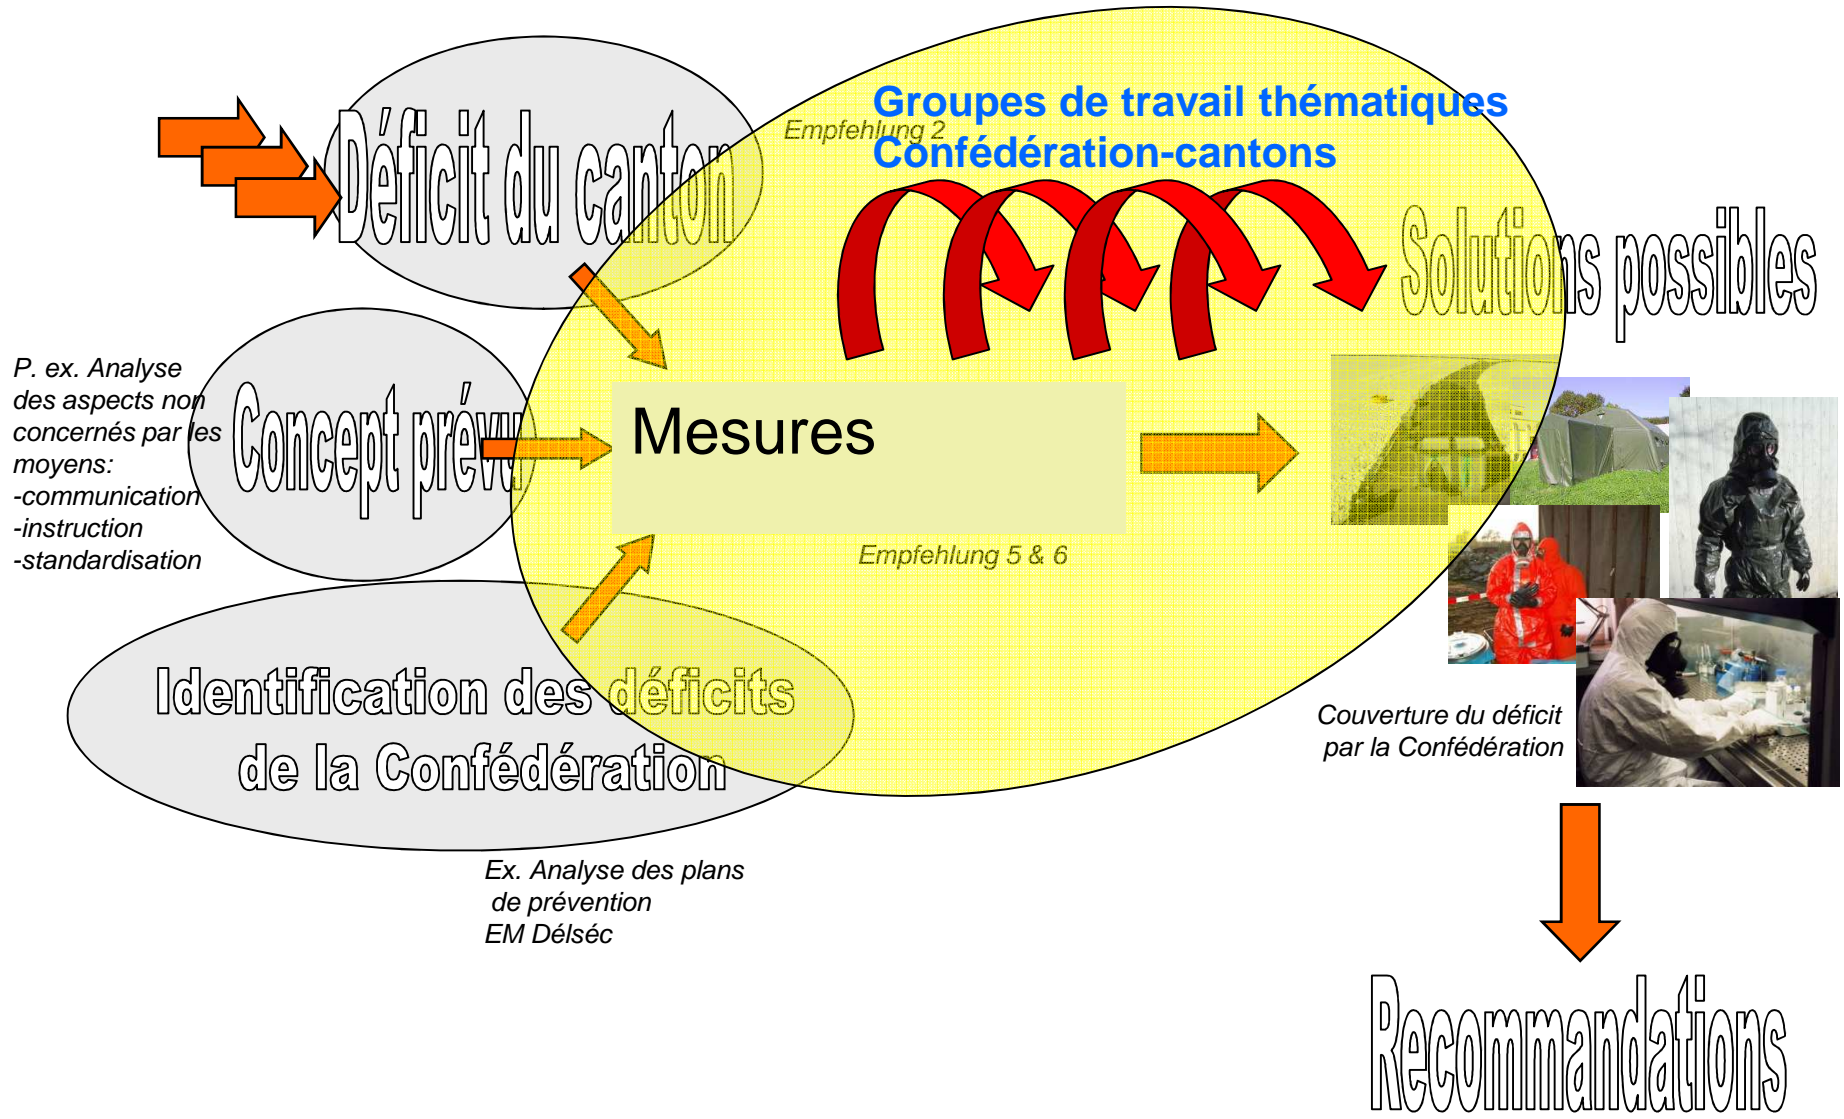 Groupes de travail thématiques
Confédération-cantons
Empfehlung 2
Déficit du canton
Solutions possibles
P. ex. Analyse
des aspects non
concernés par les
moyens:
-communication
-instruction
-standardisation
Concept prévu
Mesures
Empfehlung 5 & 6
Identification des déficits
de la Confédération
Couverture du déficit
par la Confédération
Ex. Analyse des plans
de prévention
EM Délséc
Recommandations